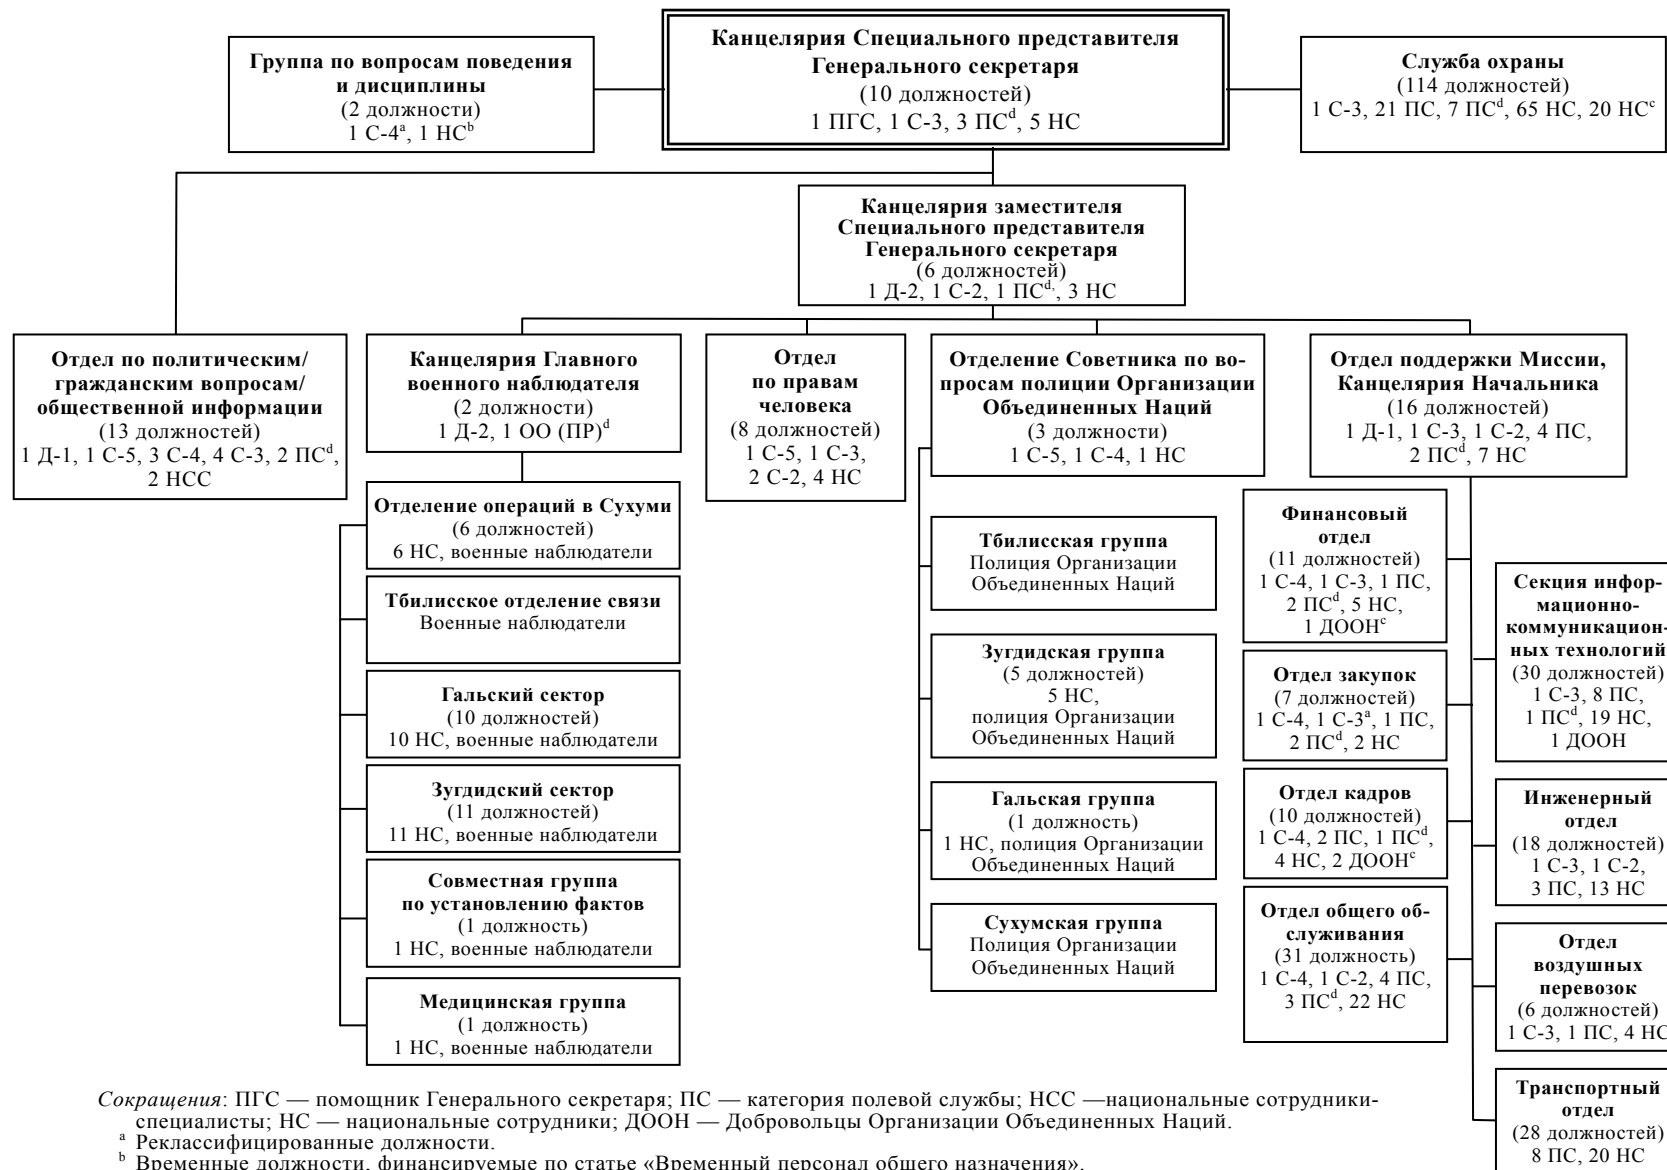 Группа по вопросам поведения
и дисциплины
(2 должности)
1 С-4ᵃ, 1 НСᵇ
Канцелярия Специального представителя
Генерального секретаря
(10 должностей)
1 ПГС, 1 С-3, 3 ПСᵈ, 5 НС
Служба охраны
(114 должностей)
1 С-3, 21 ПС, 7 ПСᵈ, 65 НС, 20 НСᶜ
Канцелярия заместителя
Специального представителя
Генерального секретаря
(6 должностей)
1 Д-2, 1 С-2, 1 ПСᵈ,, 3 НС
Отдел по политическим/
гражданским вопросам/
общественной информации
(13 должностей)
1 Д-1, 1 С-5, 3 С-4, 4 С-3, 2 ПСᵈ,
2 НСС
Канцелярия Главного
военного наблюдателя
(2 должности)
1 Д-2, 1 ОО (ПР)ᵈ
Отделение операций в Сухуми
(6 должностей)
6 НС, военные наблюдатели
Тбилисское отделение связи
Военные наблюдатели
Гальский сектор
(10 должностей)
10 НС, военные наблюдатели
Зугдидский сектор
(11 должностей)
11 НС, военные наблюдатели
Совместная группа
по установлению фактов
(1 должность)
1 НС, военные наблюдатели
Медицинская группа
(1 должность)
1 НС, военные наблюдатели
Отдел
по правам
человека
(8 должностей)
1 С-5, 1 С-3,
2 С-2, 4 НС
Отделение Советника по во-
просам полиции Организации
Объединенных Наций
(3 должности)
1 С-5, 1 С-4, 1 НС
Тбилисская группа
Полиция Организации
Объединенных Наций
Зугдидская группа
(5 должностей)
5 НС,
полиция Организации
Объединенных Наций
Гальская группа
(1 должность)
1 НС, полиция Организации
Объединенных Наций
Сухумская группа
Полиция Организации
Объединенных Наций
Отдел поддержки Миссии,
Канцелярия Начальника
(16 должностей)
1 Д-1, 1 С-3, 1 С-2, 4 ПС,
2 ПСᵈ, 7 НС
Финансовый
отдел
(11 должностей)
1 С-4, 1 С-3, 1 ПС,
2 ПСᵈ, 5 НС,
1 ДООНᶜ
Отдел закупок
(7 должностей)
1 С-4, 1 С-3ᵃ, 1 ПС,
2 ПСᵈ, 2 НС
Отдел кадров
(10 должностей)
1 С-4, 2 ПС, 1 ПСᵈ,
4 НС, 2 ДООНᶜ
Отдел общего об-
служивания
(31 должность)
1 С-4, 1 С-2, 4 ПС,
3 ПСᵈ, 22 НС
Секция инфор-
мационно-
коммуникацион-
ных технологий
(30 должностей)
1 С-3, 8 ПС,
1 ПСᵈ, 19 НС,
1 ДООН
Инженерный
отдел
(18 должностей)
1 С-3, 1 С-2,
3 ПС, 13 НС
Отдел
воздушных
перевозок
(6 должностей)
1 С-3, 1 ПС, 4 НС
Транспортный
отдел
(28 должностей)
8 ПС, 20 НС
Сокращения: ПГС — помощник Генерального секретаря; ПС — категория полевой службы; НСС —национальные сотрудники-
специалисты; НС — национальные сотрудники; ДООН — Добровольцы Организации Объединенных Наций.
ᵃ Реклассифицированные должности.
ᵇ Временные должности, финансируемые по статье «Временный персонал общего назначения».